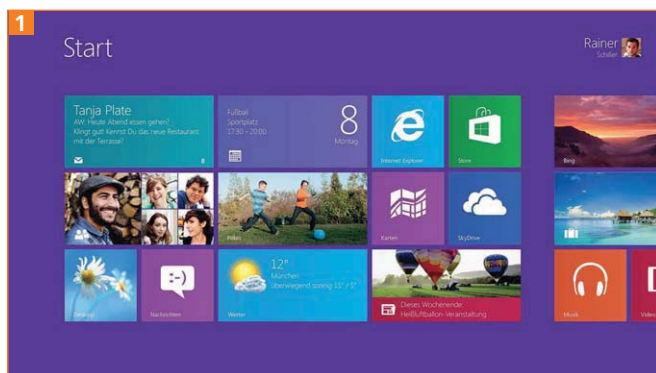 1
Start
Rainer
Schiller
Tanja Plate
AW: Heute Abend essen gehen?
Klingt gut! Kennst Du das neue Restaurant
mit der Terrasse?
8
Fußball
Sportplatz
17:30 – 20:00
8
Montag
Internet Explorer
Store
Bing
Fotos
Karten
SkyDrive
Desktop
Nachrichten
12°
München
überwiegend sonnig 15° / 5°
Wetter
Dieses Wochenende:
Heißluftballon-Veranstaltung
Musik
Video